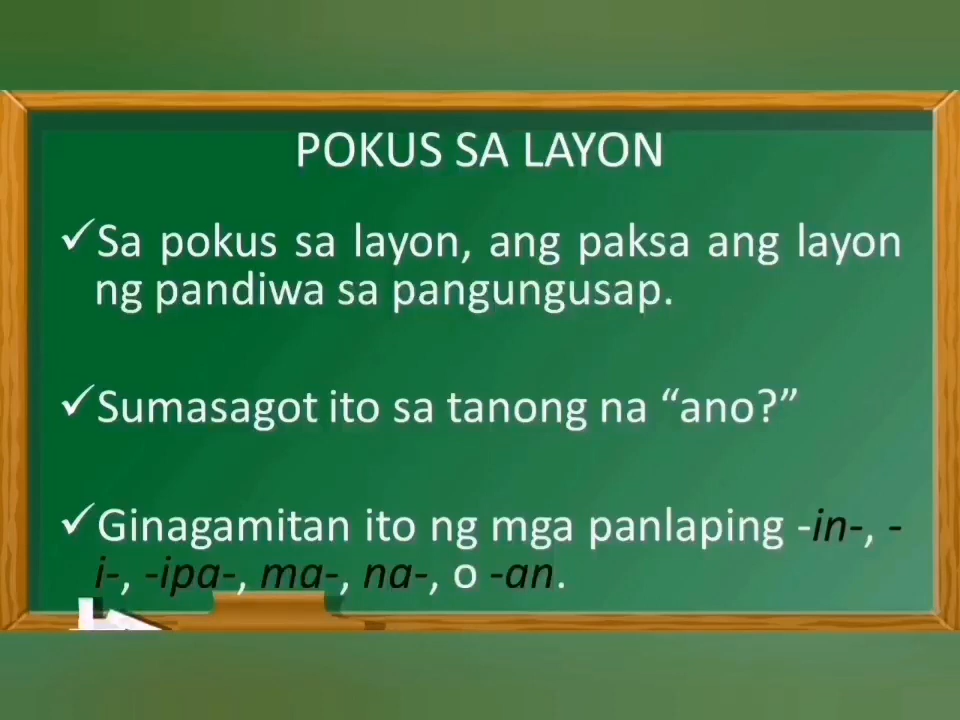 POKUS SA LAYON
✓Sa pokus sa layon, ang paksa ang layon
ng pandiwa sa pangungusap.
✓Sumasagot ito sa tanong na “ano?”
✓Ginagamitan ito ng mga panlaping -in-, -
i-, -ipa-, ma-, na-, o -an.